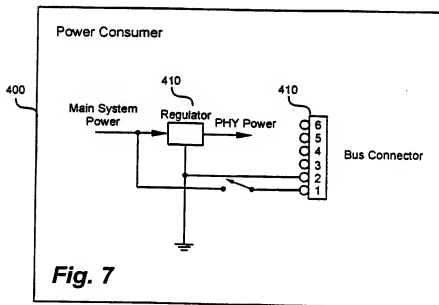 Power Consumer
400
410
410
Main System
Power
Regulator
PHY Power
6
5
4
3
2
1
Bus Connector
Fig. 7